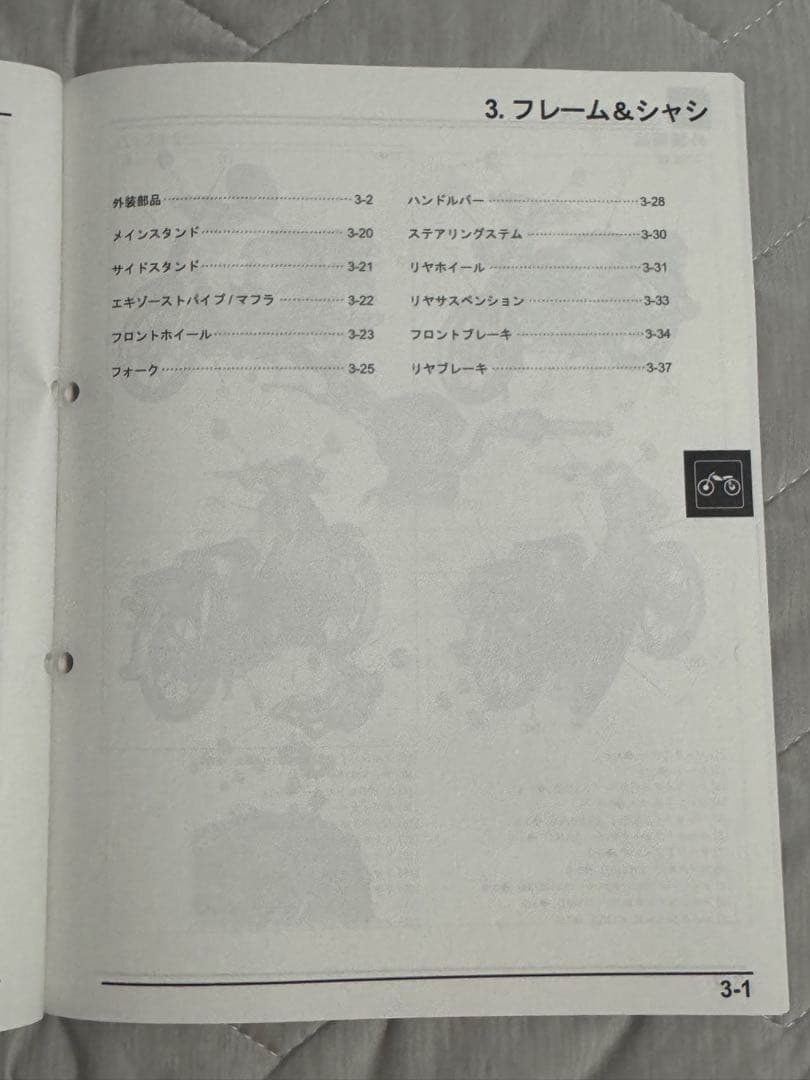 3. フレーム&シャシ
外装部品 3-2
メインスタンド 3-20
サイドスタンド 3-21
エキゾーストパイプ/マフラ 3-22
フロントホイール 3-23
フォーク 3-25
ハンドルバー 3-28
ステアリングステム 3-30
リヤホイール 3-31
リヤサスペンション 3-33
フロントブレーキ 3-34
リヤブレーキ 3-37
3-1